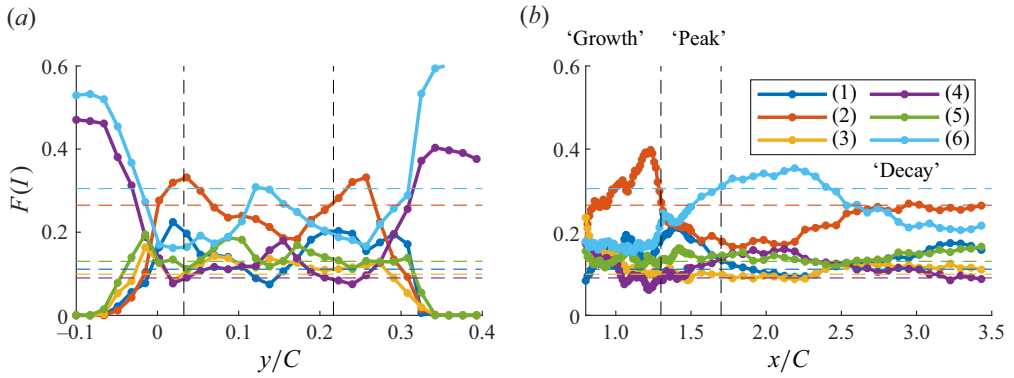 (a)
0.6
0.4
0.2
0
F(I)
–0.1 0 0.1 0.2 0.3 0.4
y/C
(b)
‘Growth’ ‘Peak’
0.6
0.4
0.2
0
(1) (4)
(2) (5)
(3) (6)
‘Decay’
1.0 1.5 2.0 2.5 3.0 3.5
x/C